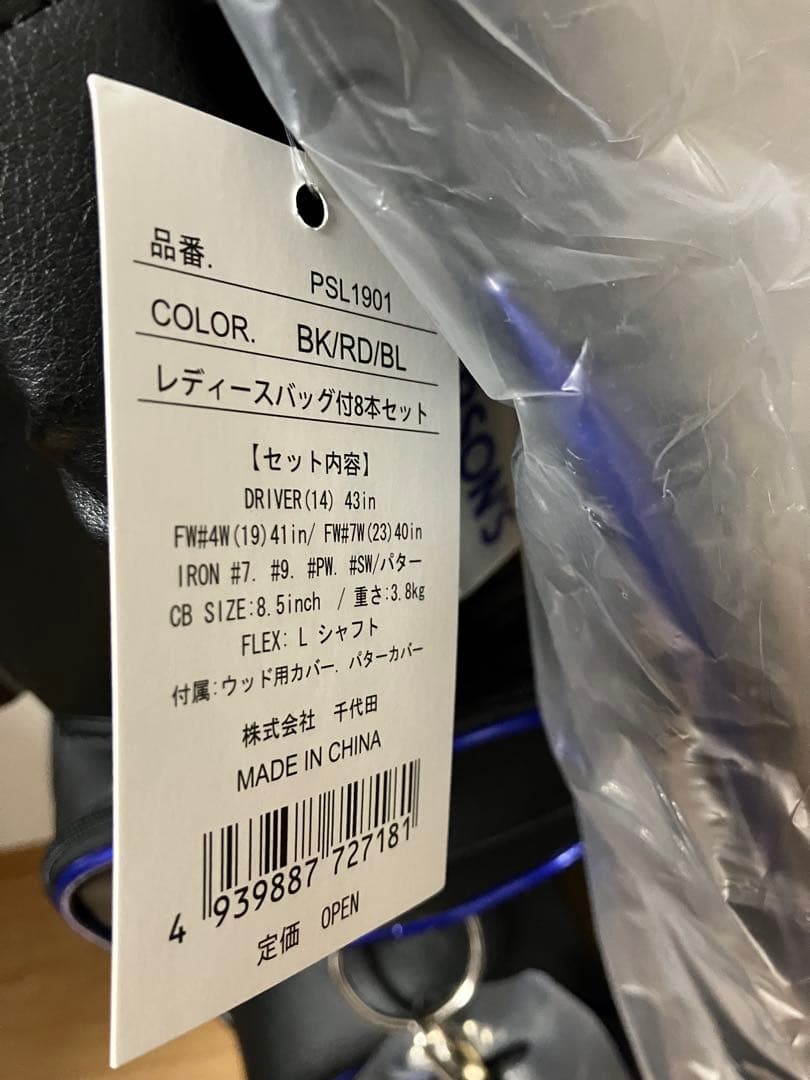 品番. PSL1901
COLOR. BK/RD/BL
レディースバッグ付8本セット
【セット内容】
DRIVER(14) 43in
FW#4W(19)41in/ FW#7W(23)40in
IRON #7. #9. #PW. #SW/パター
CB SIZE:8.5inch / 重さ:3.8kg
FLEX: L シャフト
付属:ウッド用カバー. パターカバー
株式会社 千代田
MADE IN CHINA
4 939887 727181
定価 OPEN